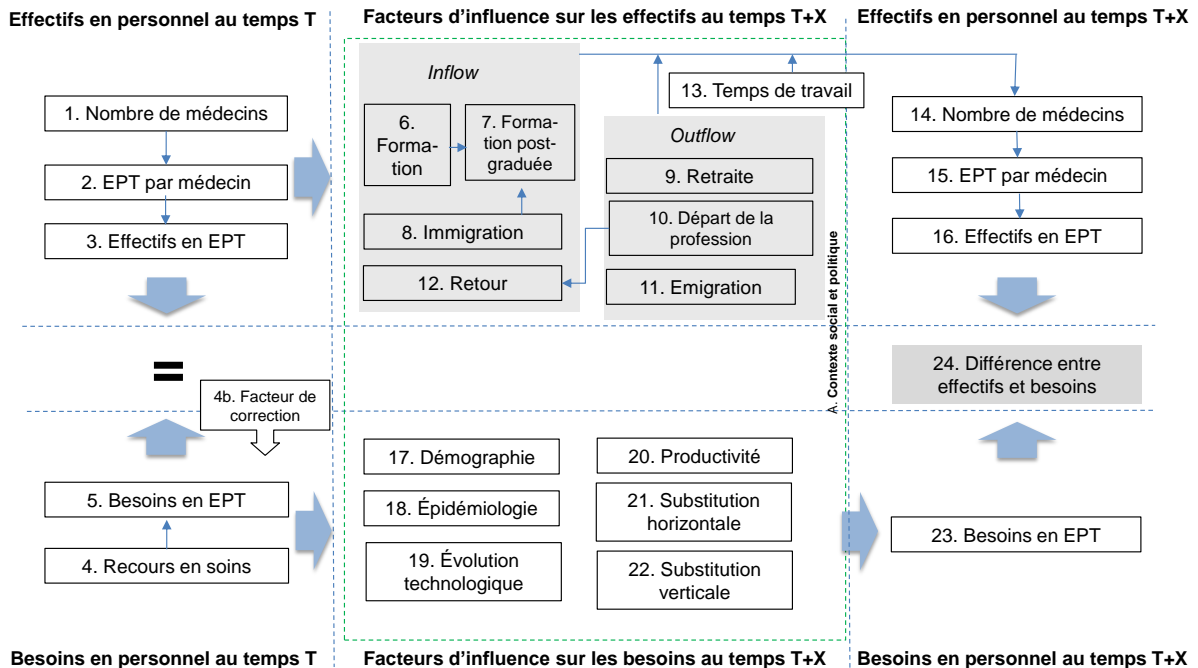 Effectifs en personnel au temps T
Facteurs d’influence sur les effectifs au temps T+X
Effectifs en personnel au temps T+X
1. Nombre de médecins
2. EPT par médecin
3. Effectifs en EPT
Inflow
6.
Forma-
tion
7. Formation
post-
graduée
8. Immigration
12. Retour
13. Temps de travail
Outflow
9. Retraite
10. Départ de la
profession
11. Emigration
14. Nombre de médecins
15. EPT par médecin
16. Effectifs en EPT
A. Contexte social et politique
=
4b. Facteur de
correction
24. Différence entre
effectifs et besoins
5. Besoins en EPT
4. Recours en soins
17. Démographie
18. Épidémiologie
19. Évolution
technologique
20. Productivité
21. Substitution
horizontale
22. Substitution
verticale
23. Besoins en EPT
Besoins en personnel au temps T
Facteurs d’influence sur les besoins au temps T+X
Besoins en personnel au temps T+X